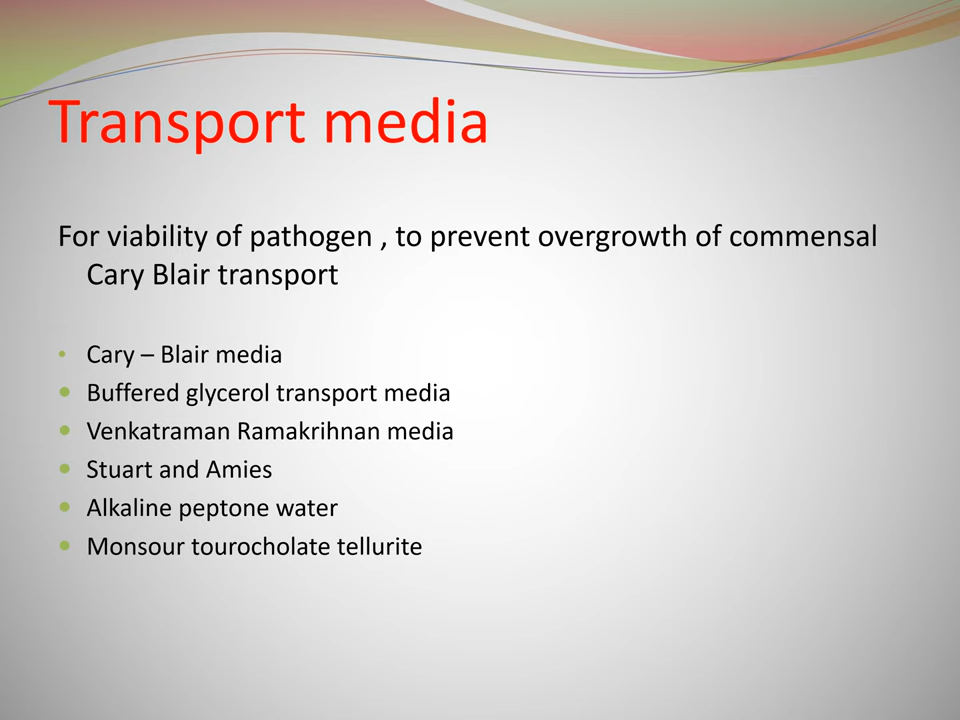 Transport media
For viability of pathogen , to prevent overgrowth of commensal
Cary Blair transport
• Cary – Blair media
• Buffered glycerol transport media
• Venkatraman Ramakrihnan media
• Stuart and Amies
• Alkaline peptone water
• Monsour tourocholate tellurite